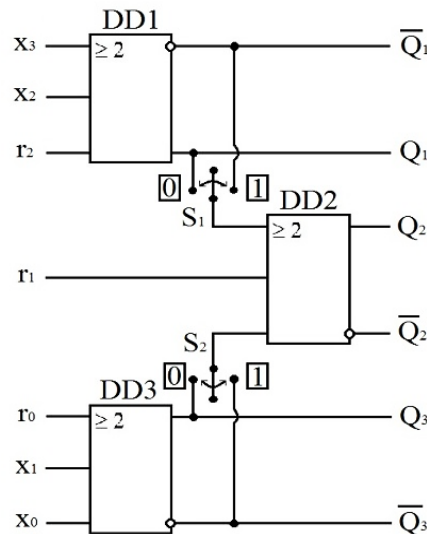 DD1
x₃ ≥ 2 Q̅₁
x₂
r₂ Q₁
0 1
S₁
DD2
≥ 2 Q₂
r₁
S₂ Q̅₂
0 1
DD3
r₀ ≥ 2 Q₃
x₁
x₀ Q̅₃